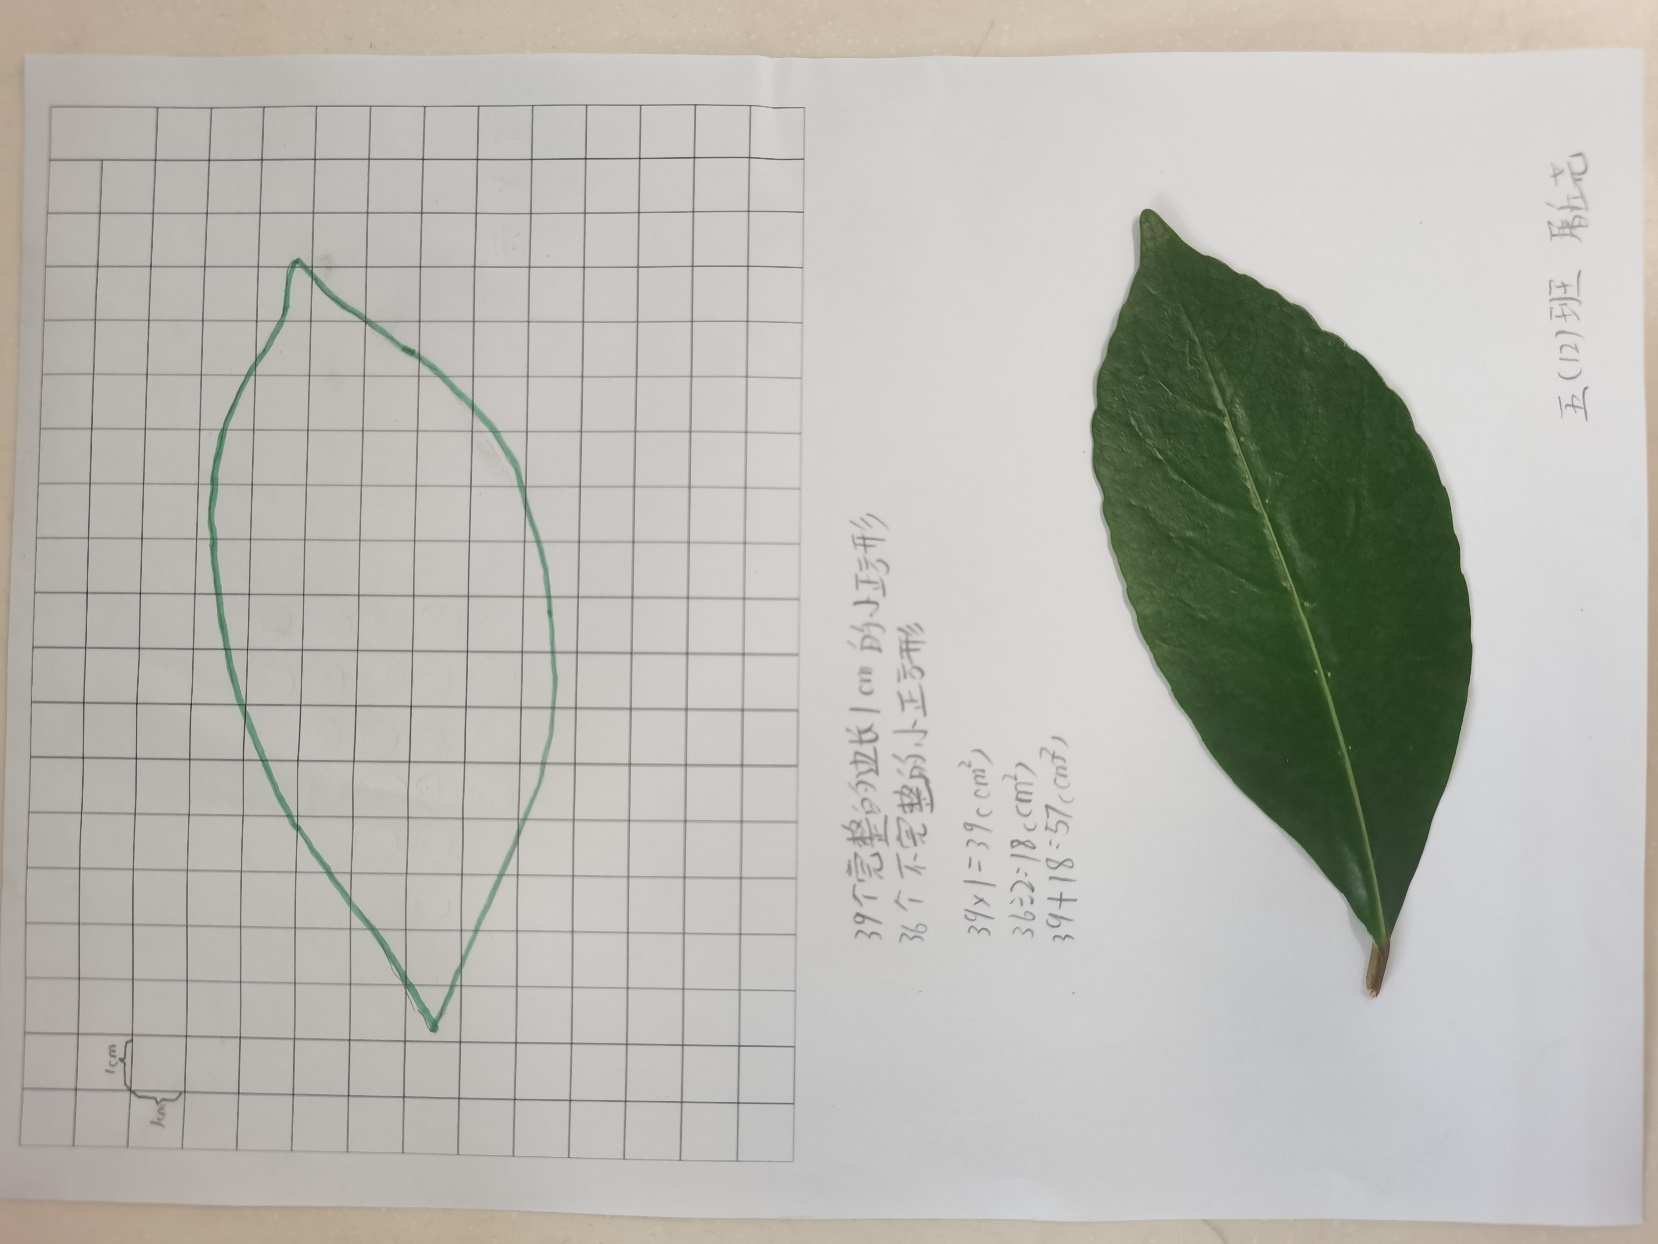 五(12)班
39个完整的边长1cm的小正方形
36个不完整的小正方形
39×1=39(cm²)
36÷2=18(cm²)
39+18=57(cm²)
1cm